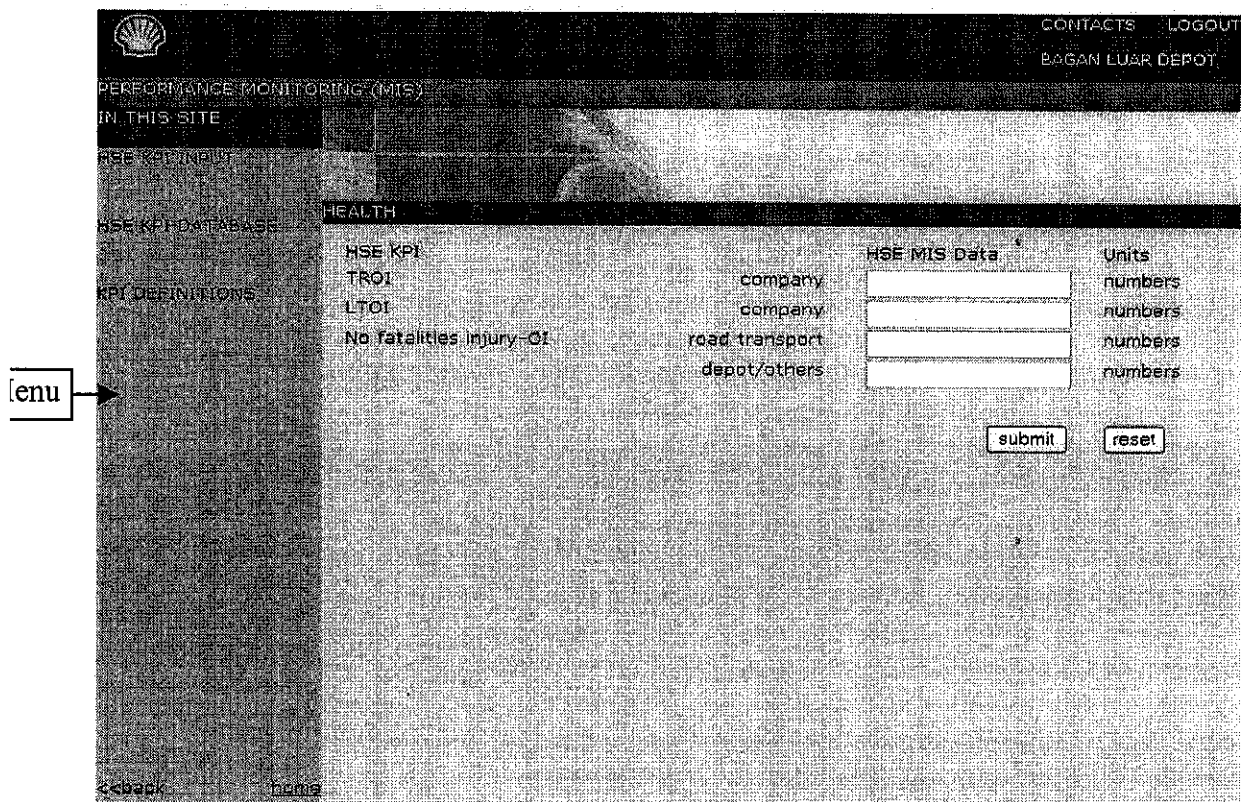 CONTACTS LOGOUT
BAGAN LUAR DEPOT
PERFORMANCE MONITORING (MIS)
IN THIS SITE
HSE KPI INPUT
HSE KPI DATABASE
KPI DEFINITIONS
HEALTH
HSE KPI HSE MIS Data Units
TROI company numbers
LTOI company numbers
No fatalities injury-OI road transport numbers
depot/others numbers
submit reset
<<back home